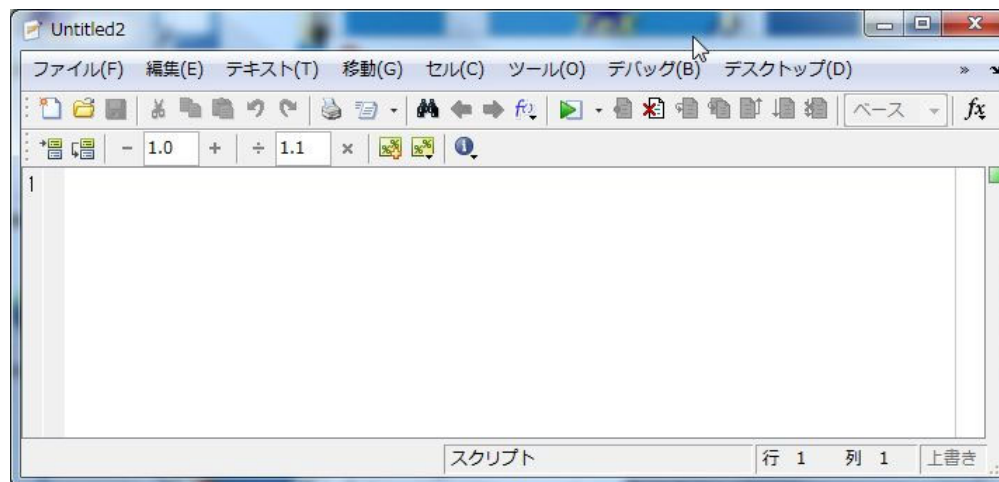 Untitled2
ファイル(F) 編集(E) テキスト(T) 移動(G) セル(C) ツール(O) デバッグ(B) デスクトップ(D) »
ベース fx
− 1.0 + ÷ 1.1 ×
1
スクリプト 行 1 列 1 上書き